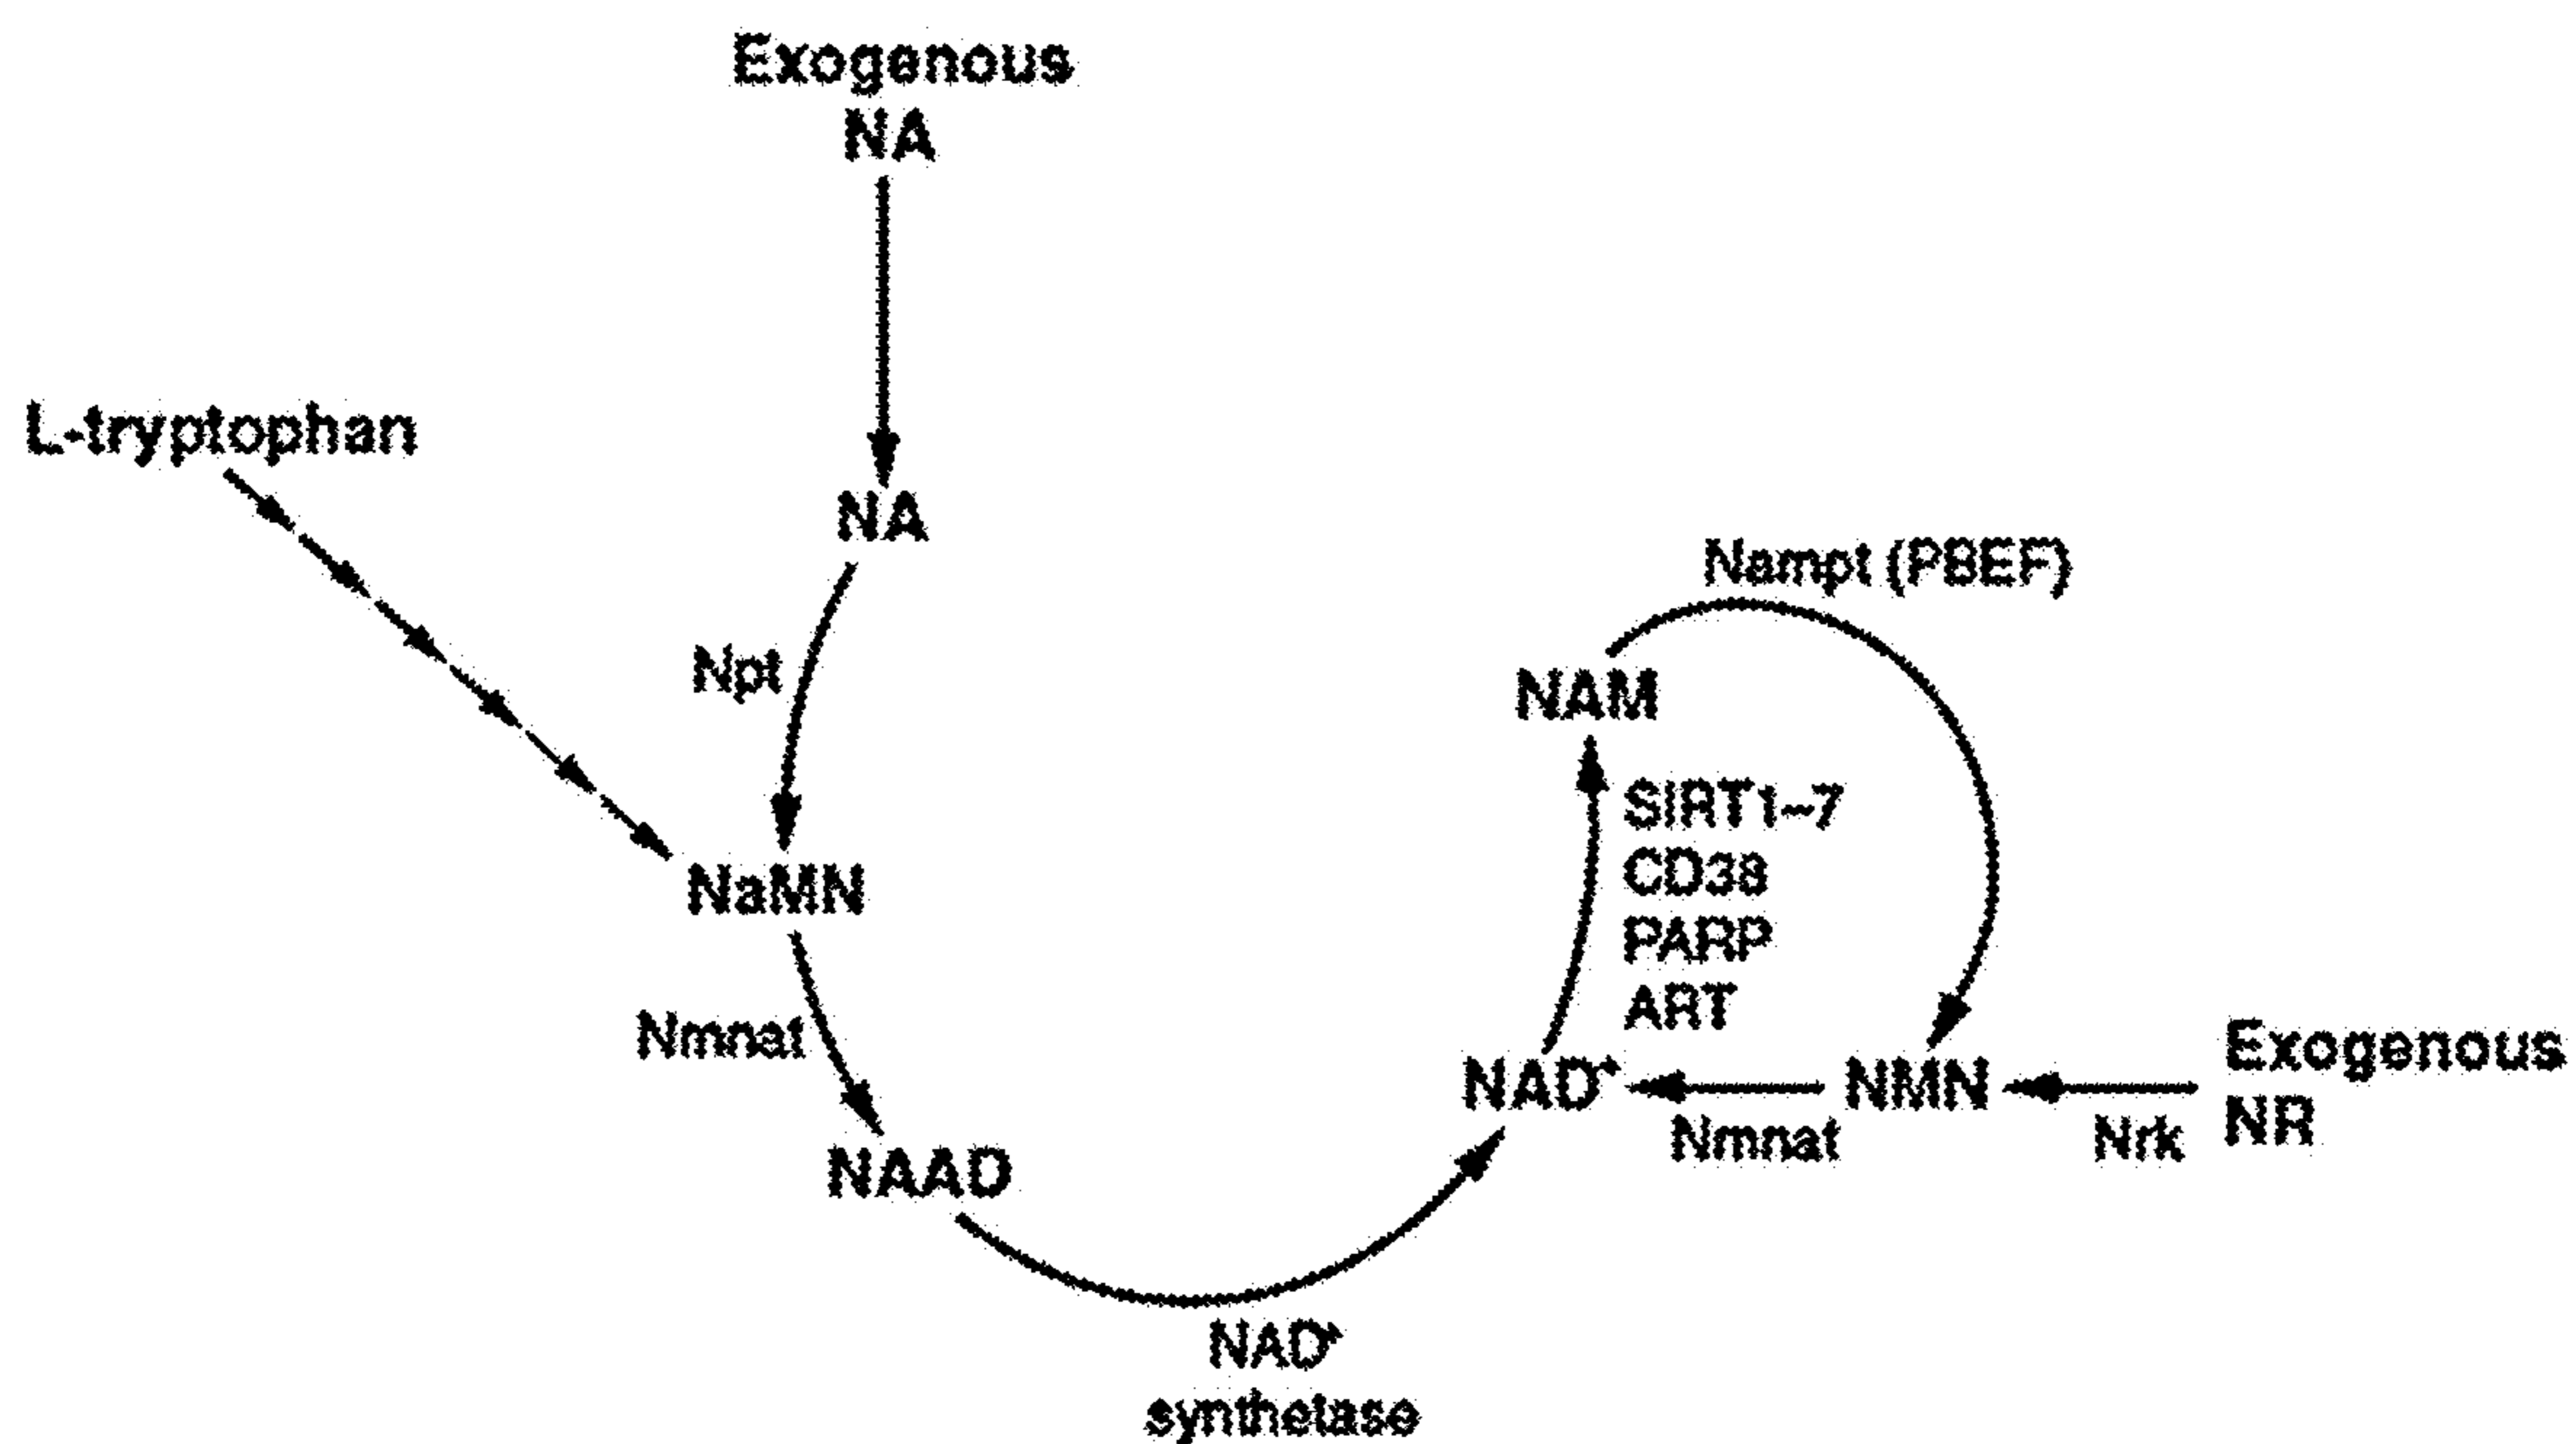 Exogenous
NA
L-tryptophan
NA
Nampt (PBEF)
Npt
NAM
SIRT1–7
CD38
NaMN
PARP
ART
Nmnat
Exogenous
NR
NAD⁺
NMN
Nmnat
Nrk
NAAD
NAD⁺
synthetase